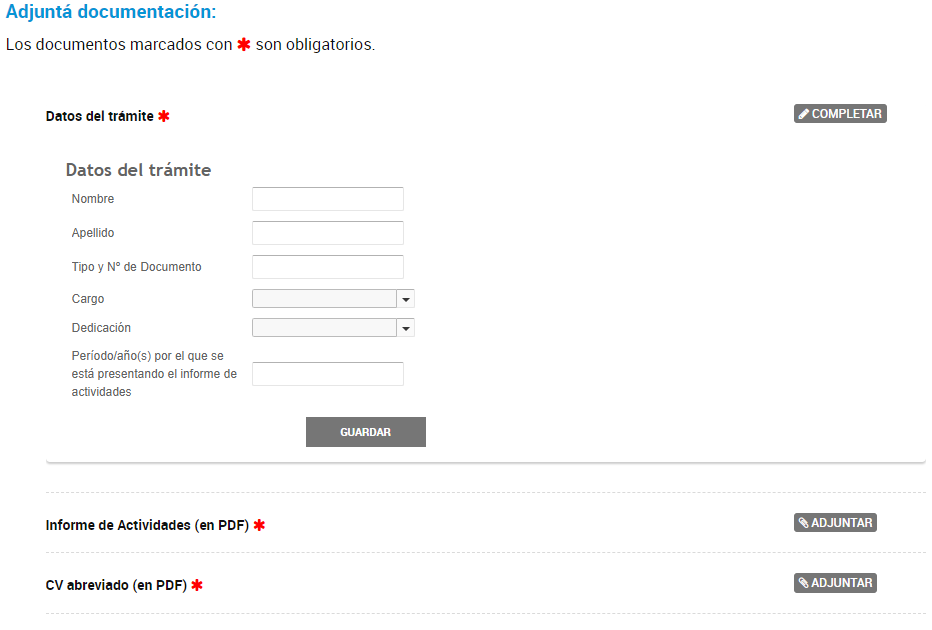 Adjuntá documentación:
Los documentos marcados con * son obligatorios.
Datos del trámite *
COMPLETAR
Datos del trámite
Nombre
Apellido
Tipo y Nº de Documento
Cargo
Dedicación
Período/año(s) por el que se
está presentando el informe de
actividades
GUARDAR
Informe de Actividades (en PDF) *
ADJUNTAR
CV abreviado (en PDF) *
ADJUNTAR